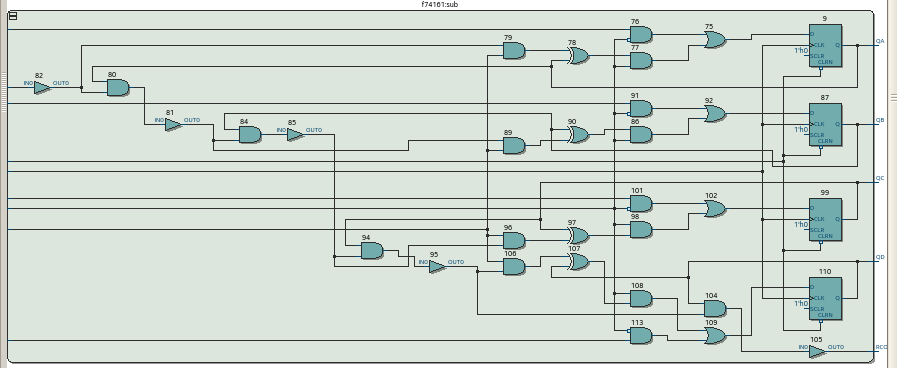 f74161:sub
76 75 9
79 78 D Q QA
77 CLK
1'h0 SCLR
CLRN
82 80
IN0 OUT0
91 92 87
81 D Q QB
IN0 OUT0
84 85 90 86 CLK
IN0 OUT0
1'h0 SCLR
89 CLRN
QC
101 102 99
D Q
97 98 CLK
96 1'h0 SCLR
94 CLRN
95 106 107 QD
IN0 OUT0
110
D Q
108 104 CLK
1'h0 SCLR
CLRN
113 109
105
IN0 OUT0 RCO